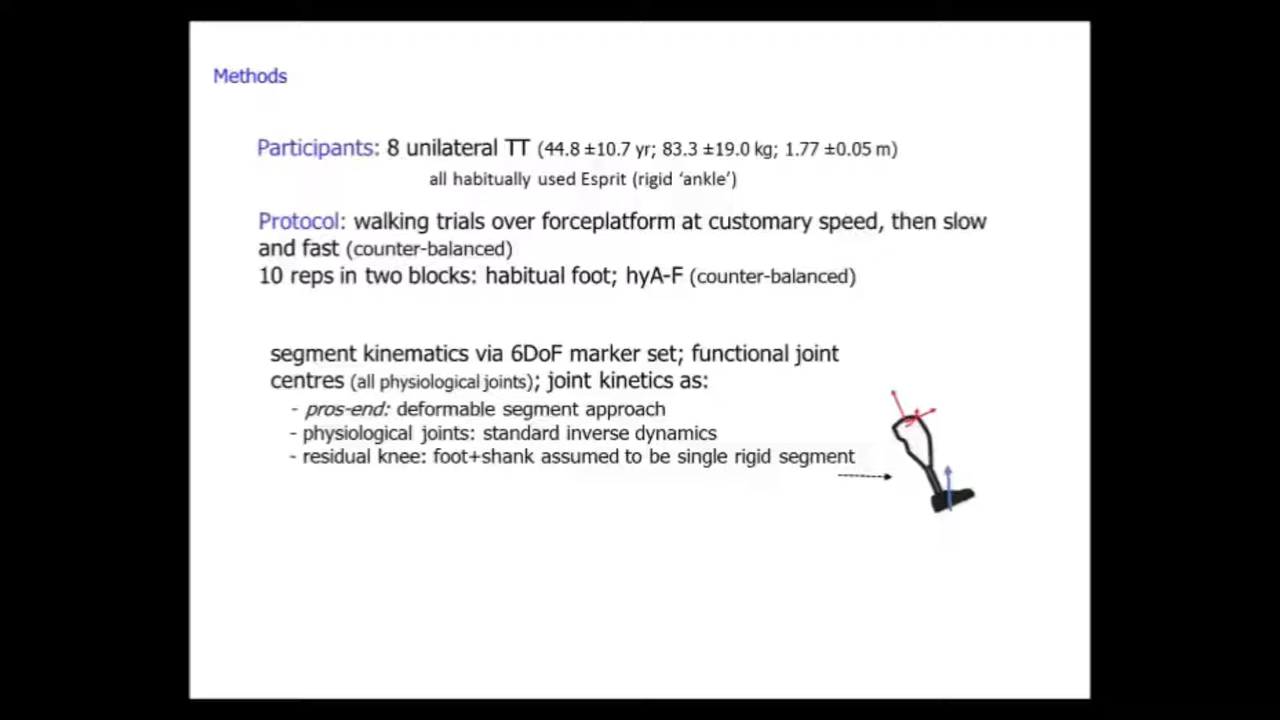 Methods
Participants: 8 unilateral TT (44.8 ±10.7 yr; 83.3 ±19.0 kg; 1.77 ±0.05 m)
all habitually used Esprit (rigid ‘ankle’)
Protocol: walking trials over forceplatform at customary speed, then slow
and fast (counter-balanced)
10 reps in two blocks: habitual foot; hyA-F (counter-balanced)
segment kinematics via 6DoF marker set; functional joint
centres (all physiological joints); joint kinetics as:
- pros-end: deformable segment approach
- physiological joints: standard inverse dynamics
- residual knee: foot+shank assumed to be single rigid segment